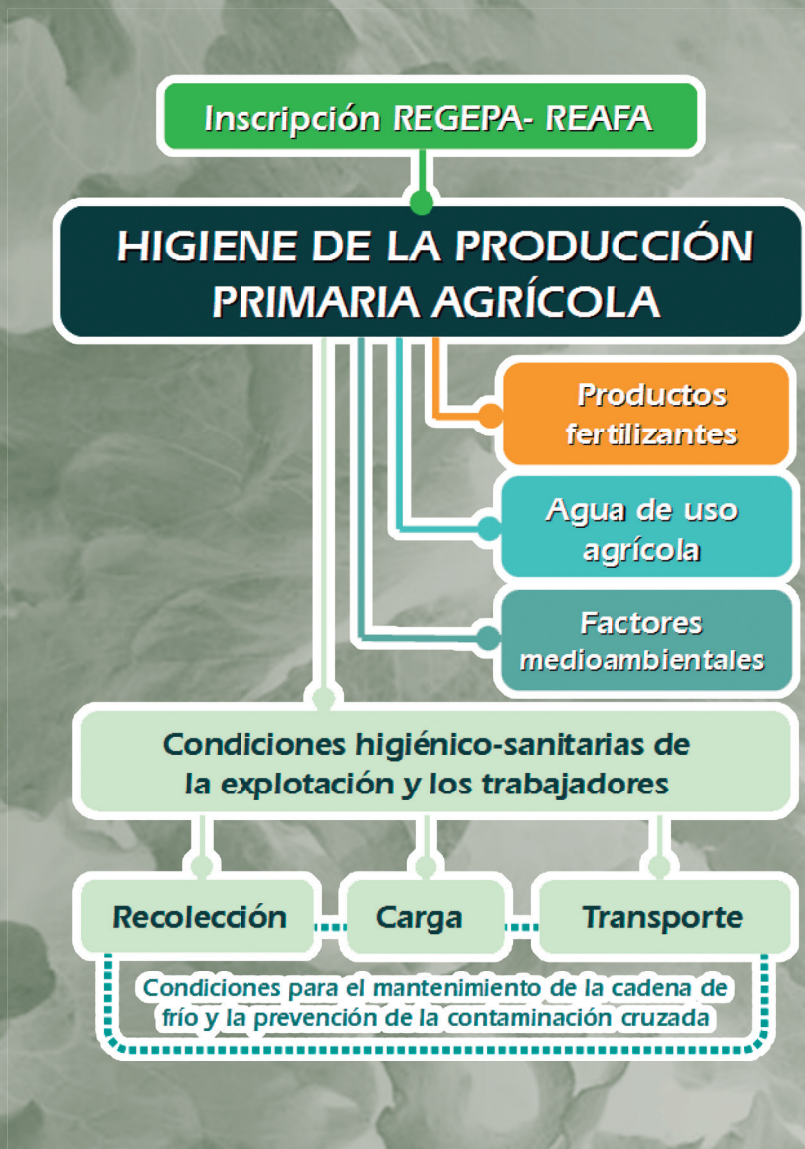 Inscripción REGEPA- REAFA
HIGIENE DE LA PRODUCCIÓN
PRIMARIA AGRÍCOLA
Productos
fertilizantes
Agua de uso
agrícola
Factores
medioambientales
Condiciones higiénico-sanitarias de
la explotación y los trabajadores
Recolección
Carga
Transporte
Condiciones para el mantenimiento de la cadena de
frío y la prevención de la contaminación cruzada